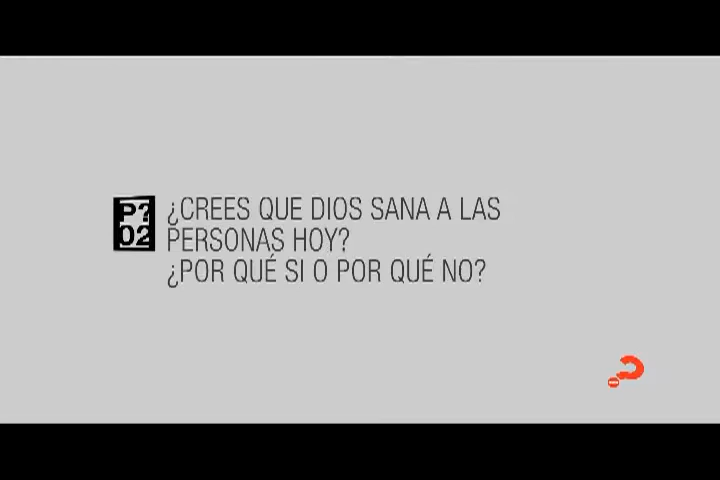 P?
02
¿CREES QUE DIOS SANA A LAS
PERSONAS HOY?
¿POR QUÉ SI O POR QUÉ NO?